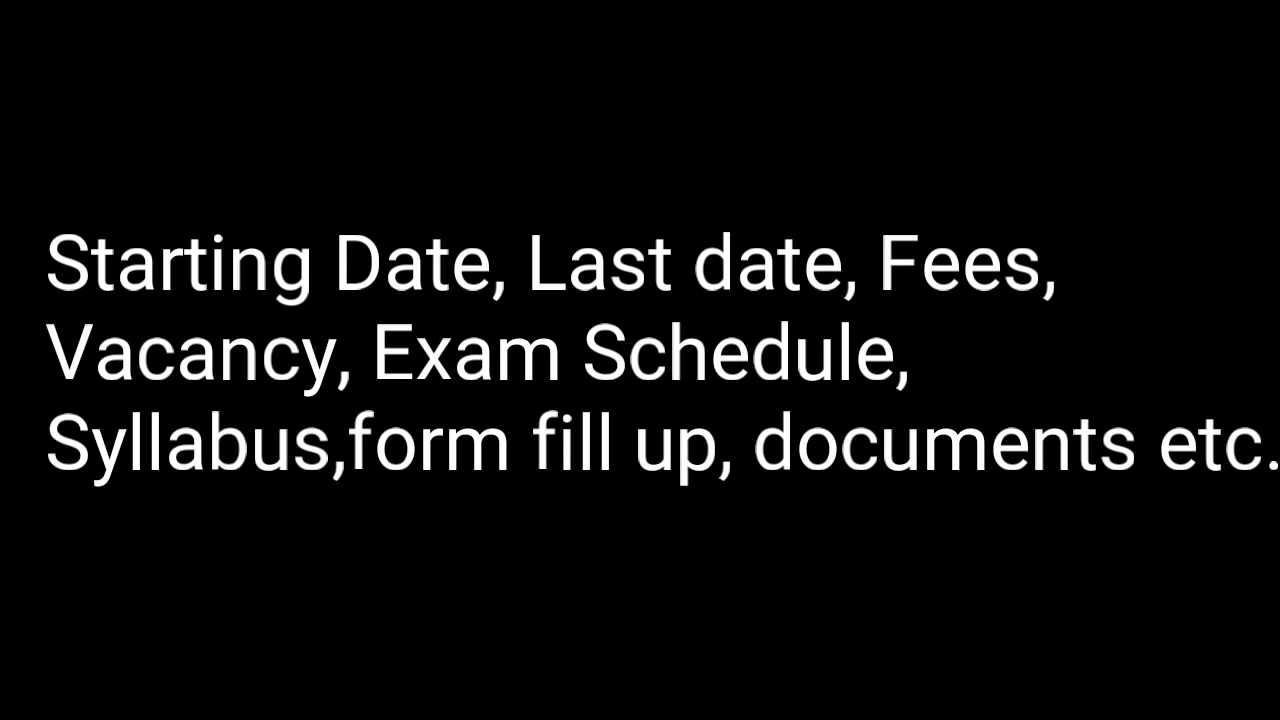 Starting Date, Last date, Fees,
Vacancy, Exam Schedule,
Syllabus,form fill up, documents etc.